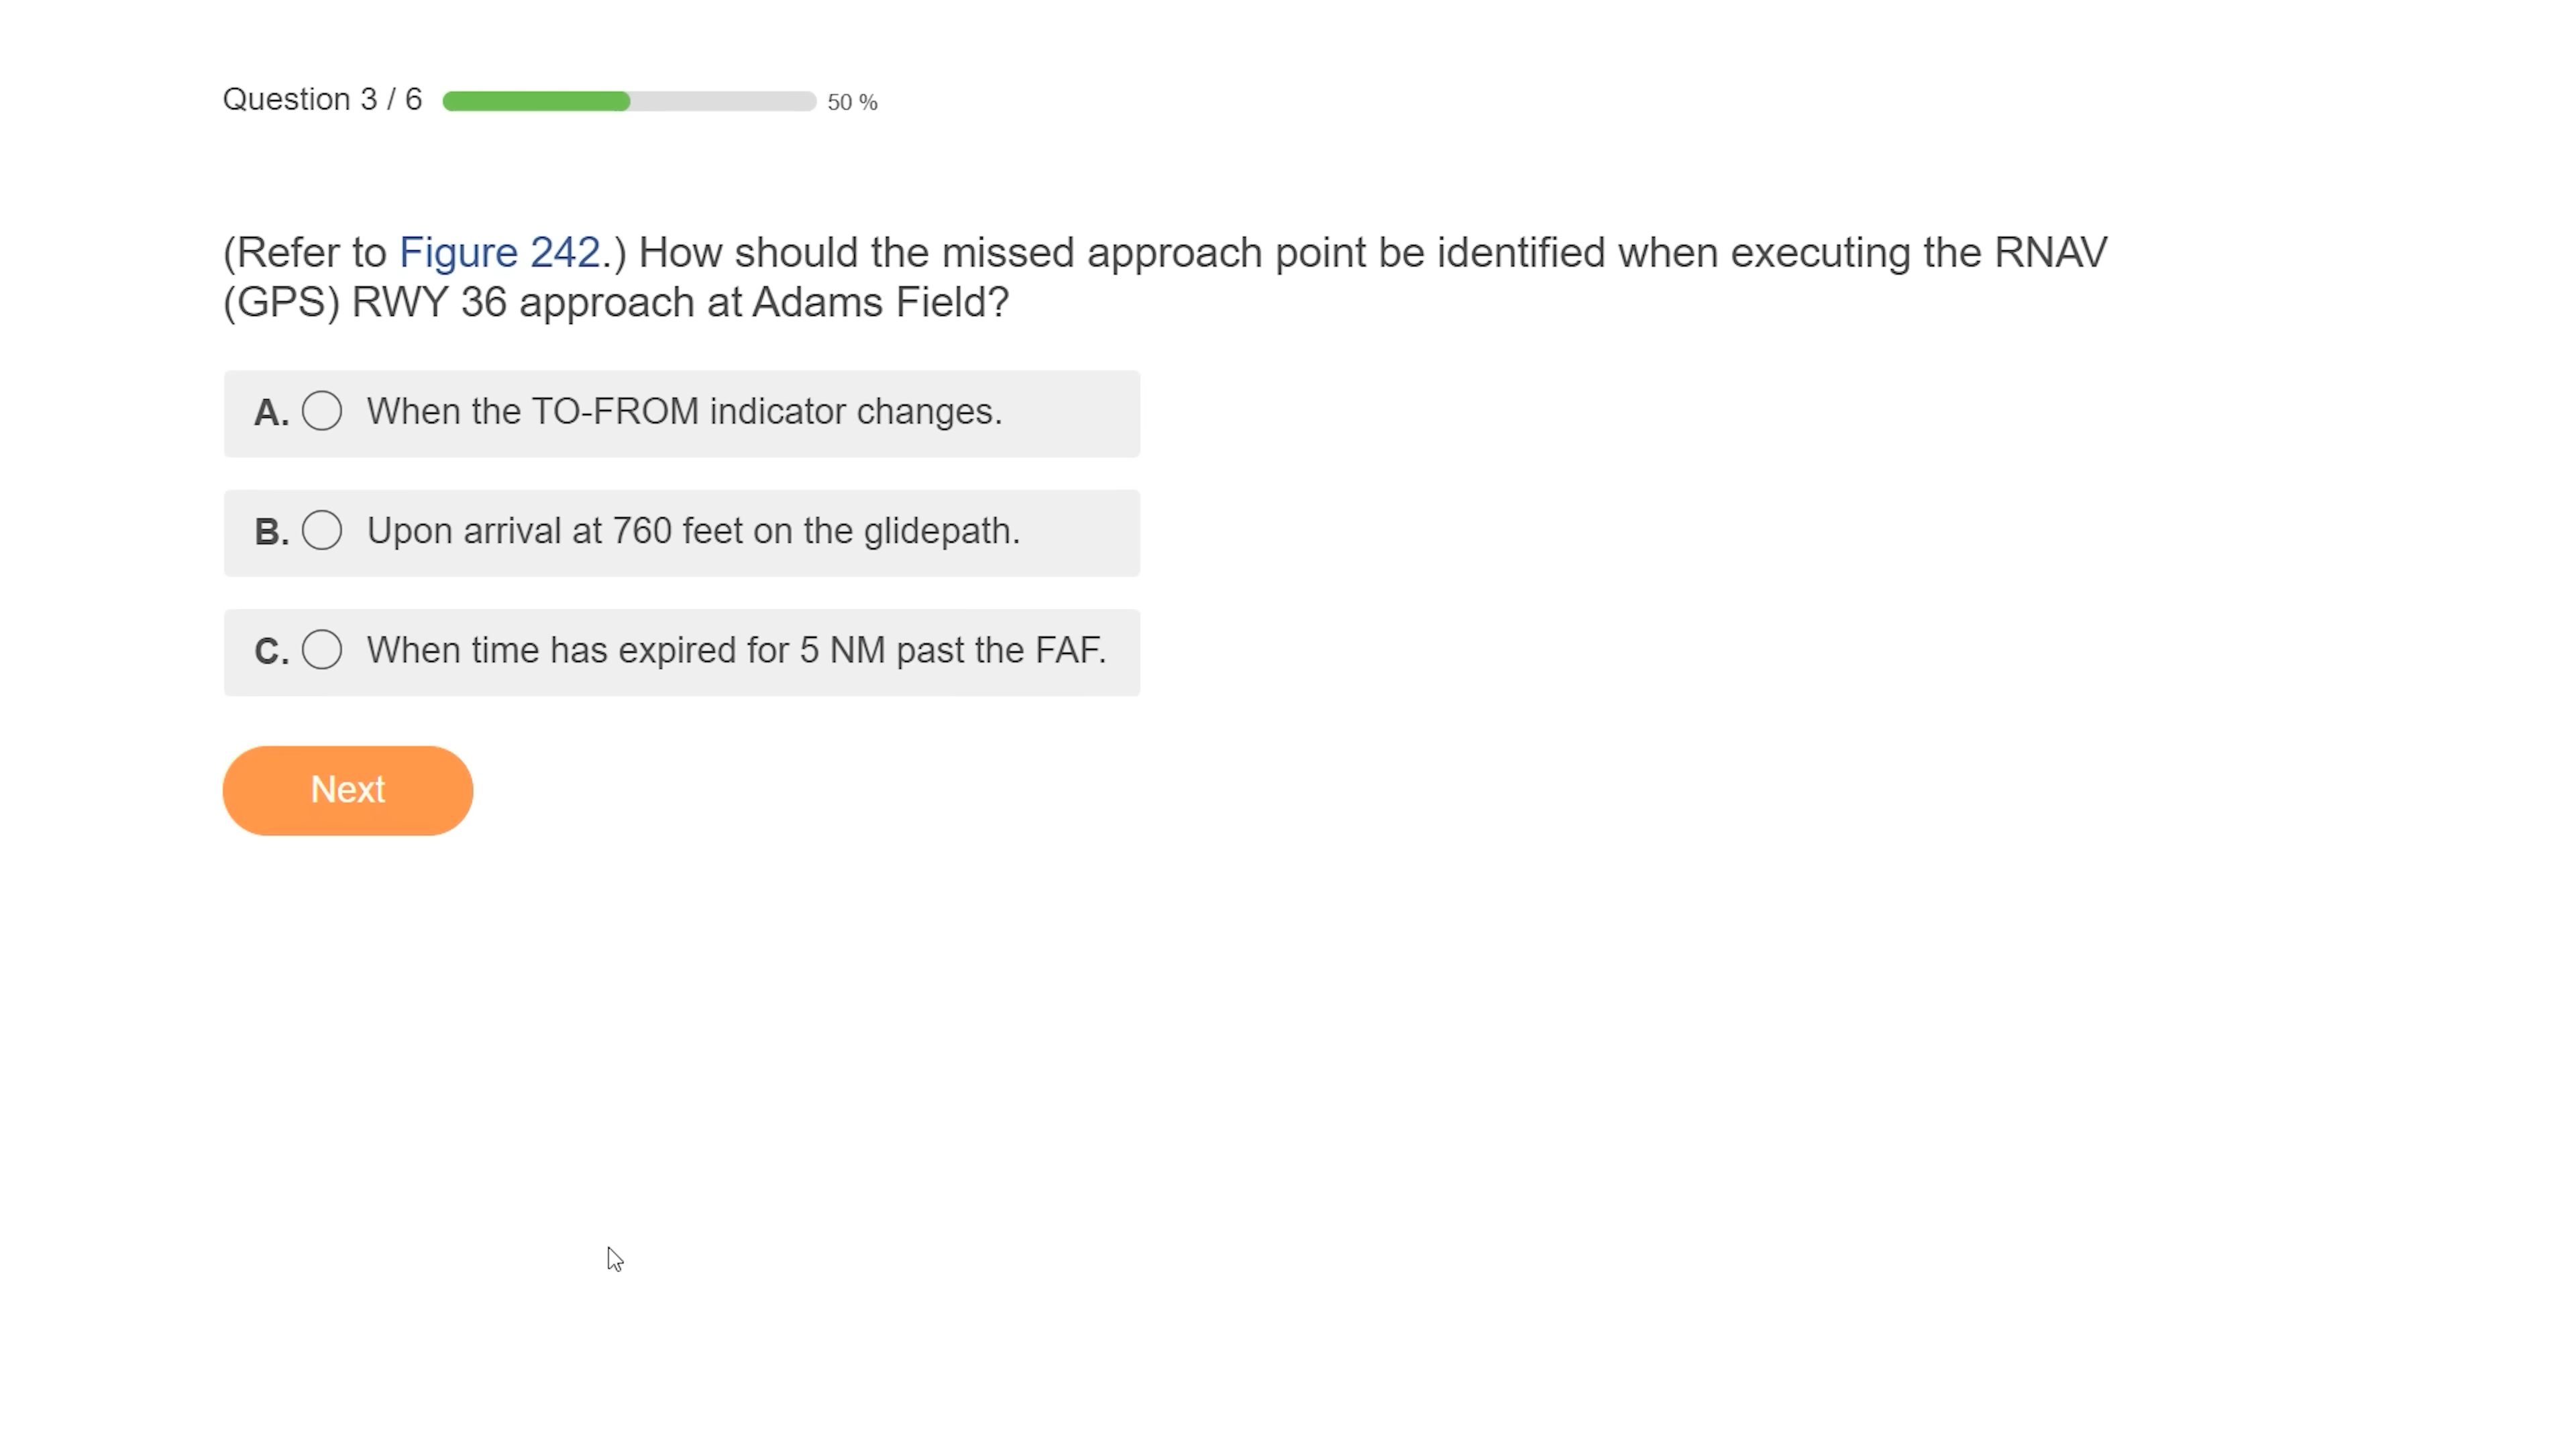 Question 3 / 6 50 %
(Refer to Figure 242.) How should the missed approach point be identified when executing the RNAV
(GPS) RWY 36 approach at Adams Field?
A. When the TO-FROM indicator changes.
B. Upon arrival at 760 feet on the glidepath.
C. When time has expired for 5 NM past the FAF.
Next